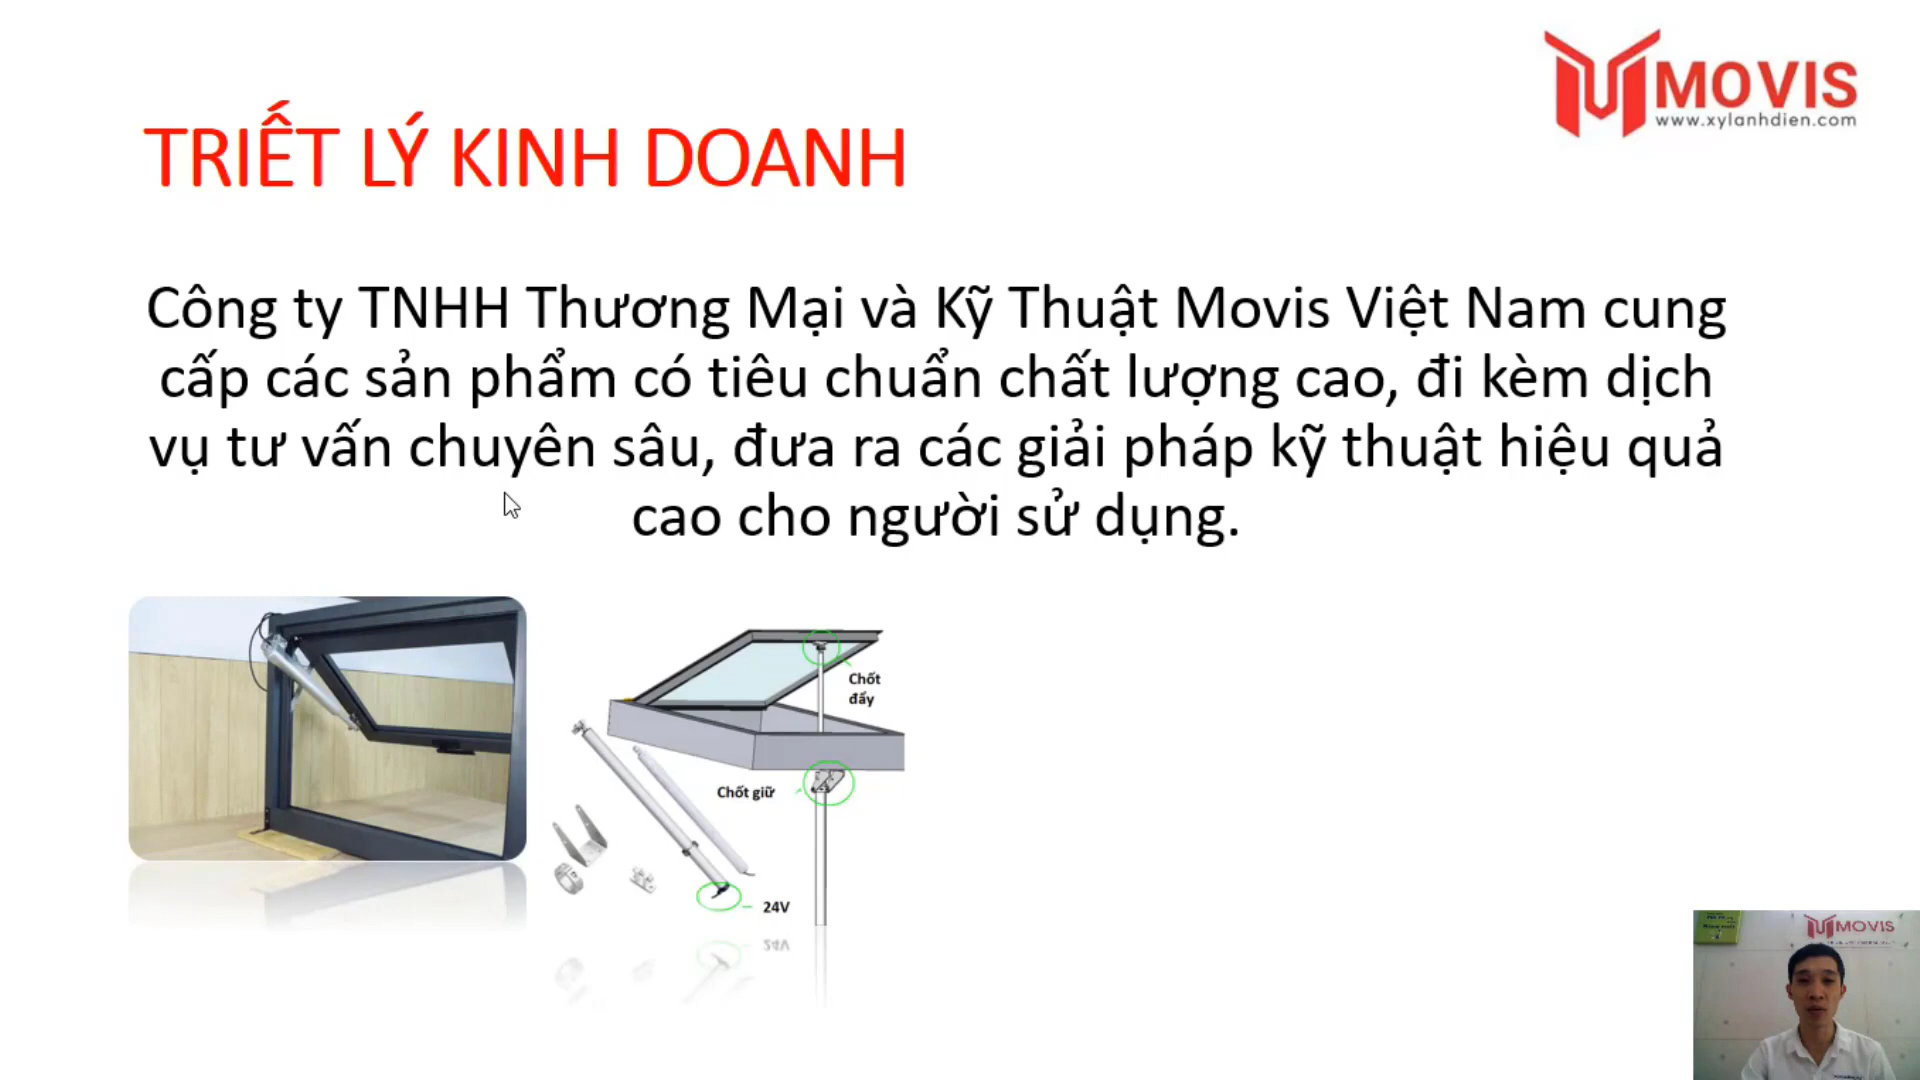 MOVIS
www.xylanhdien.com
TRIẾT LÝ KINH DOANH
Công ty TNHH Thương Mại và Kỹ Thuật Movis Việt Nam cung
cấp các sản phẩm có tiêu chuẩn chất lượng cao, đi kèm dịch
vụ tư vấn chuyên sâu, đưa ra các giải pháp kỹ thuật hiệu quả
cao cho người sử dụng.
Chốt
đẩy
Chốt giữ
24V
MOVIS